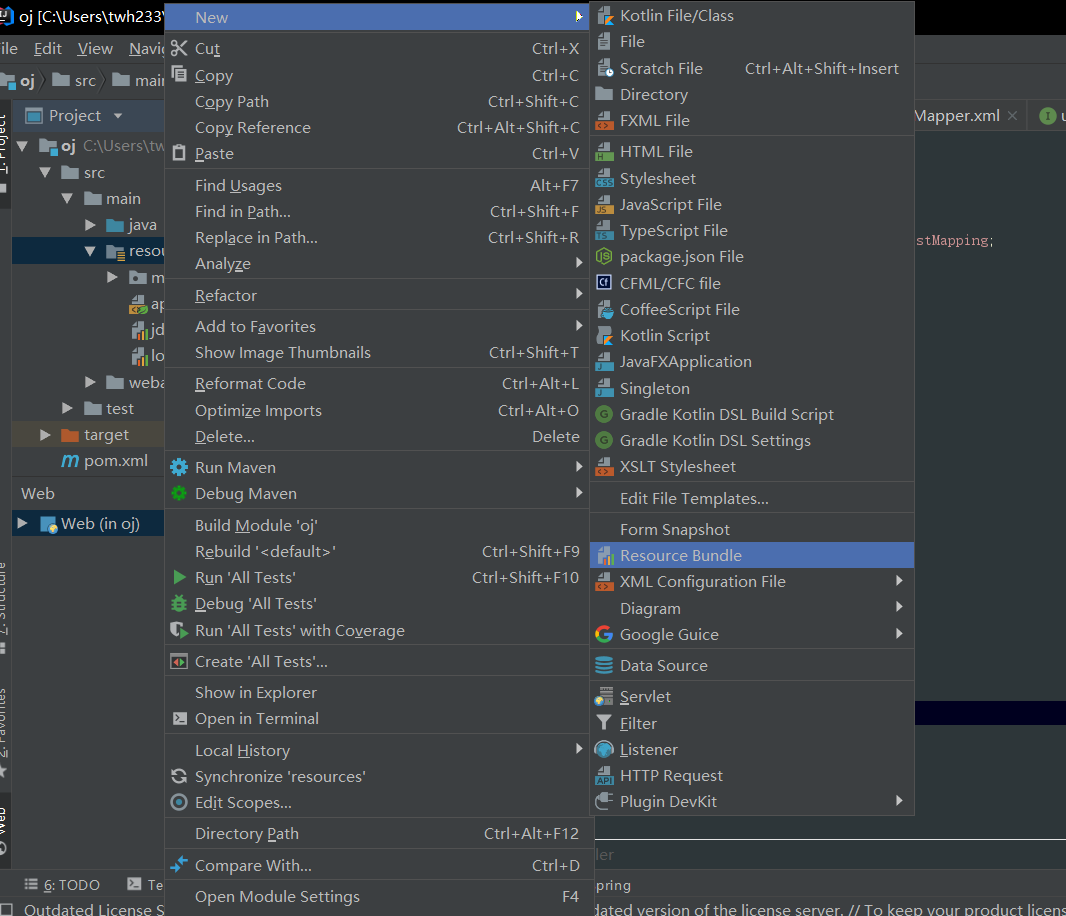 oj [C:\Users\twh233\
File Edit View Navi
oj src main
Project
oj C:\Users\tw
src
main
java
resou
m
ap
jd
lo
weba
test
target
pom.xml
Web
Web (in oj)
1: Project
7: Structure
2: Favorites
Web
6: TODO Te
Outdated License S
New
Cut Ctrl+X
Copy Ctrl+C
Copy Path Ctrl+Shift+C
Copy Reference Ctrl+Alt+Shift+C
Paste Ctrl+V
Find Usages Alt+F7
Find in Path... Ctrl+Shift+F
Replace in Path... Ctrl+Shift+R
Analyze
Refactor
Add to Favorites
Show Image Thumbnails Ctrl+Shift+T
Reformat Code Ctrl+Alt+L
Optimize Imports Ctrl+Alt+O
Delete... Delete
Run Maven
Debug Maven
Build Module 'oj'
Rebuild '<default>' Ctrl+Shift+F9
Run 'All Tests' Ctrl+Shift+F10
Debug 'All Tests'
Run 'All Tests' with Coverage
Create 'All Tests'...
Show in Explorer
Open in Terminal
Local History
Synchronize 'resources'
Edit Scopes...
Directory Path Ctrl+Alt+F12
Compare With... Ctrl+D
Open Module Settings F4
Kotlin File/Class
File
Scratch File Ctrl+Alt+Shift+Insert
Directory
FXML File
HTML File
Stylesheet
JavaScript File
TypeScript File
package.json File
CFML/CFC file
CoffeeScript File
Kotlin Script
JavaFXApplication
Singleton
Gradle Kotlin DSL Build Script
Gradle Kotlin DSL Settings
XSLT Stylesheet
Edit File Templates...
Form Snapshot
Resource Bundle
XML Configuration File
Diagram
Google Guice
Data Source
Servlet
Filter
Listener
HTTP Request
Plugin DevKit
Mapper.xml
stMapping;
ler
pring
dated version of the license server. // To keep your product licens